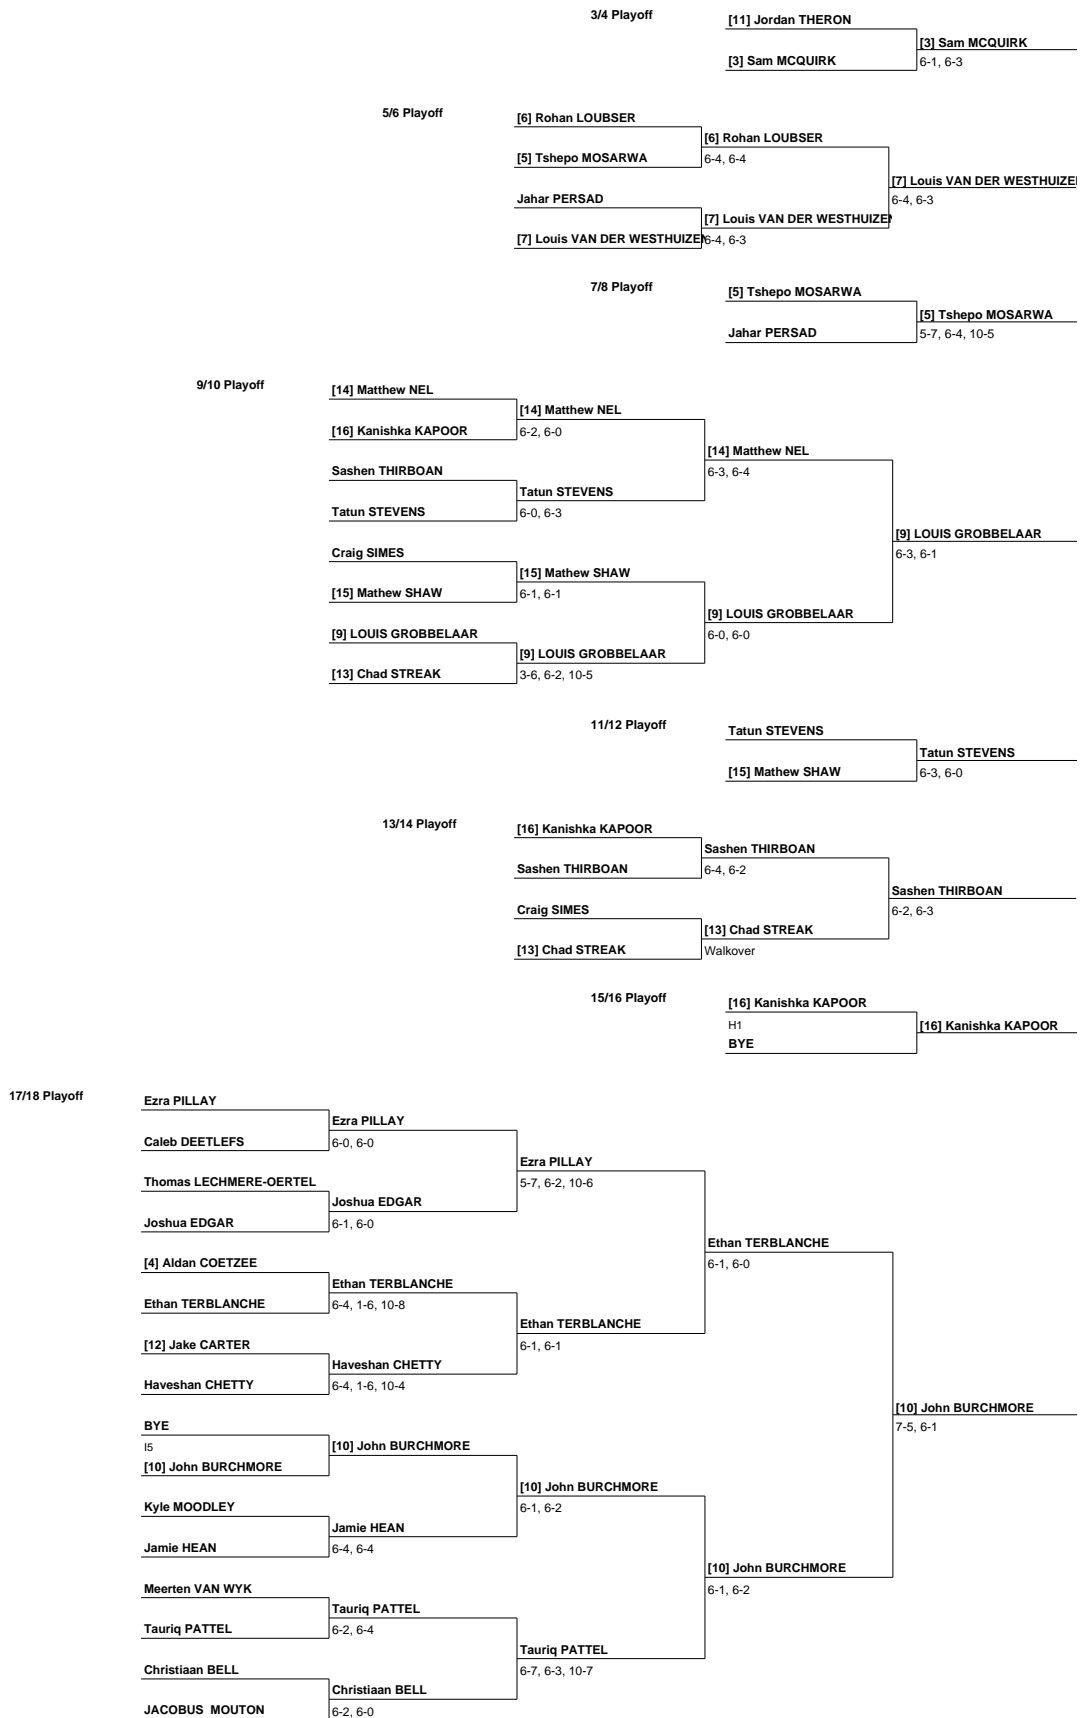 3/4 Playoff
[11] Jordan THERON
[3] Sam MCQUIRK
[3] Sam MCQUIRK
6-1, 6-3
5/6 Playoff
[6] Rohan LOUBSER
[6] Rohan LOUBSER
[5] Tshepo MOSARWA
6-4, 6-4
[7] Louis VAN DER WESTHUIZE
6-4, 6-3
Jahar PERSAD
[7] Louis VAN DER WESTHUIZEN
[7] Louis VAN DER WESTHUIZEN
6-4, 6-3
7/8 Playoff
[5] Tshepo MOSARWA
[5] Tshepo MOSARWA
Jahar PERSAD
5-7, 6-4, 10-5
9/10 Playoff
[14] Matthew NEL
[14] Matthew NEL
[16] Kanishka KAPOOR
6-2, 6-0
[14] Matthew NEL
6-3, 6-4
Sashen THIRBOAN
Tatun STEVENS
Tatun STEVENS
6-0, 6-3
[9] LOUIS GROBBELAAR
6-3, 6-1
Craig SIMES
[15] Mathew SHAW
[15] Mathew SHAW
6-1, 6-1
[9] LOUIS GROBBELAAR
6-0, 6-0
[9] LOUIS GROBBELAAR
[9] LOUIS GROBBELAAR
[13] Chad STREAK
3-6, 6-2, 10-5
11/12 Playoff
Tatun STEVENS
Tatun STEVENS
[15] Mathew SHAW
6-3, 6-0
13/14 Playoff
[16] Kanishka KAPOOR
Sashen THIRBOAN
Sashen THIRBOAN
6-4, 6-2
Sashen THIRBOAN
6-2, 6-3
Craig SIMES
[13] Chad STREAK
[13] Chad STREAK
Walkover
15/16 Playoff
[16] Kanishka KAPOOR
H1
[16] Kanishka KAPOOR
BYE
17/18 Playoff
Ezra PILLAY
Ezra PILLAY
Caleb DEETLEFS
6-0, 6-0
Ezra PILLAY
5-7, 6-2, 10-6
Thomas LECHMERE-OERTEL
Joshua EDGAR
Joshua EDGAR
6-1, 6-0
Ethan TERBLANCHE
6-1, 6-0
[4] Aldan COETZEE
Ethan TERBLANCHE
Ethan TERBLANCHE
6-4, 1-6, 10-8
Ethan TERBLANCHE
6-1, 6-1
[12] Jake CARTER
Haveshan CHETTY
Haveshan CHETTY
6-4, 1-6, 10-4
[10] John BURCHMORE
7-5, 6-1
BYE
I5
[10] John BURCHMORE
[10] John BURCHMORE
[10] John BURCHMORE
6-1, 6-2
Kyle MOODLEY
Jamie HEAN
Jamie HEAN
6-4, 6-4
[10] John BURCHMORE
6-1, 6-2
Meerten VAN WYK
Tauriq PATTEL
Tauriq PATTEL
6-2, 6-4
Tauriq PATTEL
6-7, 6-3, 10-7
Christiaan BELL
Christiaan BELL
JACOBUS MOUTON
6-2, 6-0